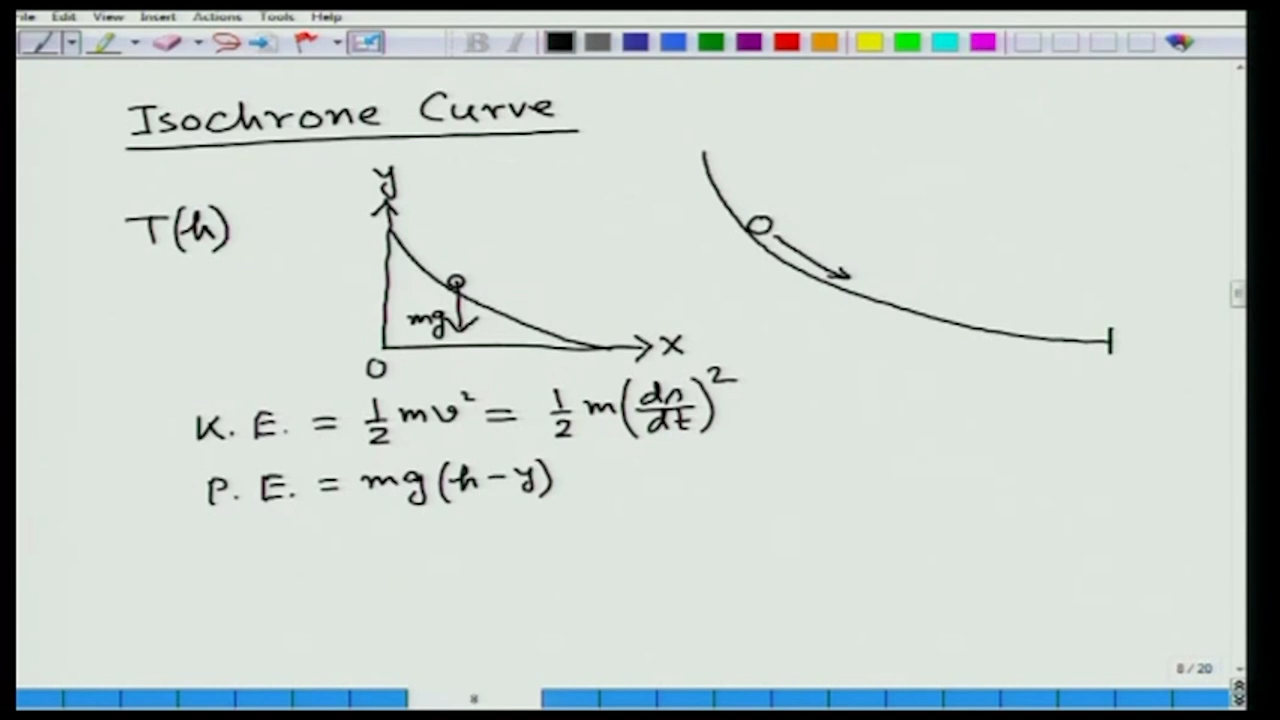 File Edit View Insert Actions Tools Help
B I
Isochrone Curve
T(h)
y
mg
O
X
K. E. = 1/2 mv² = 1/2 m(ds/dt)²
P. E. = mg(h-y)
8 / 20
8